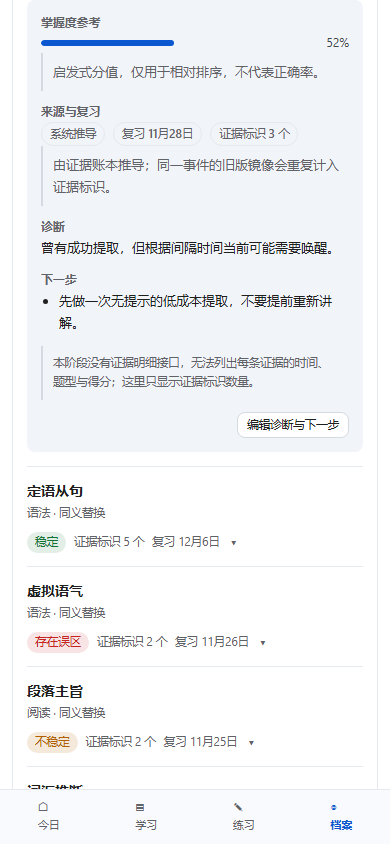 掌握度参考
52%
启发式分值，仅用于相对排序，不代表正确率。
来源与复习
系统推导 复习 11月28日 证据标识 3 个
由证据账本推导；同一事件的旧版镜像会重复计入
证据标识。
诊断
曾有成功提取，但根据间隔时间当前可能需要唤醒。
下一步
• 先做一次无提示的低成本提取，不要提前重新讲
解。
本阶段没有证据明细接口，无法列出每条证据的时间、
题型与得分；这里只显示证据标识数量。
编辑诊断与下一步
定语从句
语法 · 同义替换
稳定 证据标识 5 个 复习 12月6日 ▾
虚拟语气
语法 · 同义替换
存在误区 证据标识 2 个 复习 11月26日 ▾
段落主旨
阅读 · 同义替换
不稳定 证据标识 2 个 复习 11月25日 ▾
今日 学习 练习 档案